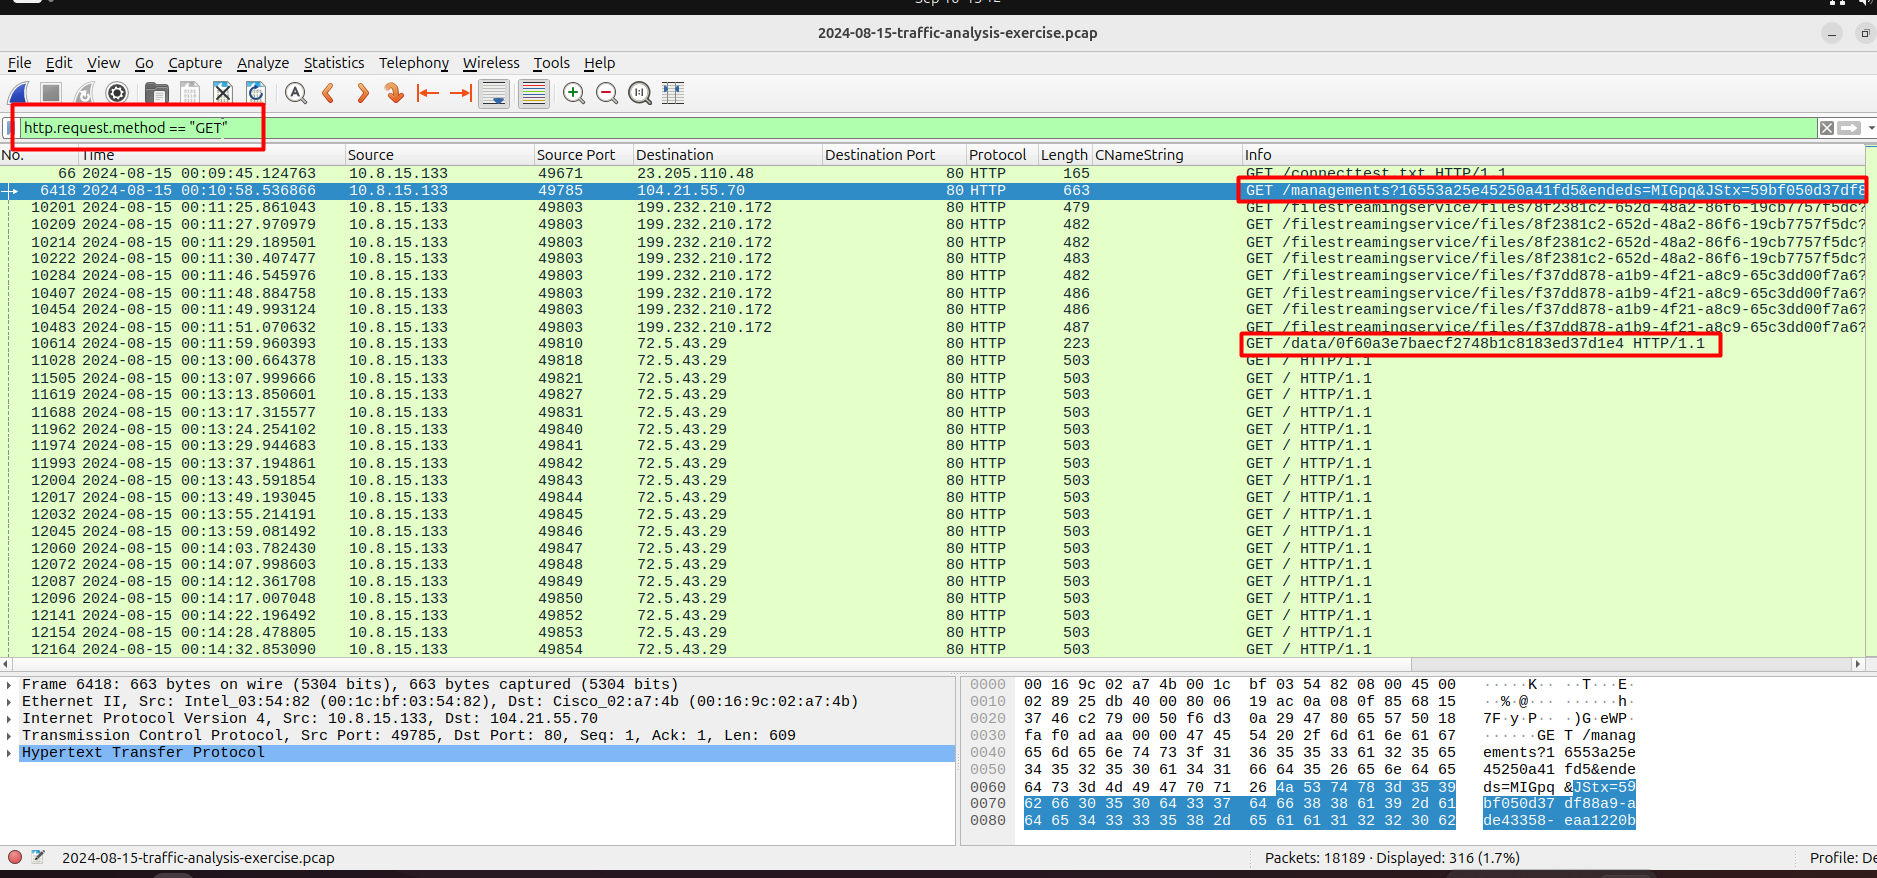 2024-08-15-traffic-analysis-exercise.pcap
File Edit View Go Capture Analyze Statistics Telephony Wireless Tools Help
http.request.method == "GET"
No. Time Source Source Port Destination Destination Port Protocol Length CNameString Info
66 2024-08-15 00:09:45.124763 10.8.15.133 49671 23.205.110.48 80 HTTP 165 GET /connecttest.txt HTTP/1.1
6418 2024-08-15 00:10:58.536866 10.8.15.133 49785 104.21.55.70 80 HTTP 663 GET /managements?16553a25e45250a41fd5&endeds=MIGpq&JStx=59bf050d37df8
10201 2024-08-15 00:11:25.861043 10.8.15.133 49803 199.232.210.172 80 HTTP 479 GET /filestreamingservice/files/8f2381c2-652d-48a2-86f6-19cb7757f5dc?
10209 2024-08-15 00:11:27.970979 10.8.15.133 49803 199.232.210.172 80 HTTP 482 GET /filestreamingservice/files/8f2381c2-652d-48a2-86f6-19cb7757f5dc?
10214 2024-08-15 00:11:29.189501 10.8.15.133 49803 199.232.210.172 80 HTTP 482 GET /filestreamingservice/files/8f2381c2-652d-48a2-86f6-19cb7757f5dc?
10222 2024-08-15 00:11:30.407477 10.8.15.133 49803 199.232.210.172 80 HTTP 483 GET /filestreamingservice/files/8f2381c2-652d-48a2-86f6-19cb7757f5dc?
10284 2024-08-15 00:11:46.545976 10.8.15.133 49803 199.232.210.172 80 HTTP 482 GET /filestreamingservice/files/f37dd878-a1b9-4f21-a8c9-65c3dd00f7a6?
10407 2024-08-15 00:11:48.884758 10.8.15.133 49803 199.232.210.172 80 HTTP 486 GET /filestreamingservice/files/f37dd878-a1b9-4f21-a8c9-65c3dd00f7a6?
10454 2024-08-15 00:11:49.993124 10.8.15.133 49803 199.232.210.172 80 HTTP 486 GET /filestreamingservice/files/f37dd878-a1b9-4f21-a8c9-65c3dd00f7a6?
10483 2024-08-15 00:11:51.070632 10.8.15.133 49803 199.232.210.172 80 HTTP 487 GET /filestreamingservice/files/f37dd878-a1b9-4f21-a8c9-65c3dd00f7a6?
10614 2024-08-15 00:11:59.960393 10.8.15.133 49810 72.5.43.29 80 HTTP 223 GET /data/0f60a3e7baecf2748b1c8183ed37d1e4 HTTP/1.1
11028 2024-08-15 00:13:00.664378 10.8.15.133 49818 72.5.43.29 80 HTTP 503 GET / HTTP/1.1
11505 2024-08-15 00:13:07.999666 10.8.15.133 49821 72.5.43.29 80 HTTP 503 GET / HTTP/1.1
11619 2024-08-15 00:13:13.850601 10.8.15.133 49827 72.5.43.29 80 HTTP 503 GET / HTTP/1.1
11688 2024-08-15 00:13:17.315577 10.8.15.133 49831 72.5.43.29 80 HTTP 503 GET / HTTP/1.1
11962 2024-08-15 00:13:24.254102 10.8.15.133 49840 72.5.43.29 80 HTTP 503 GET / HTTP/1.1
11974 2024-08-15 00:13:29.944683 10.8.15.133 49841 72.5.43.29 80 HTTP 503 GET / HTTP/1.1
11993 2024-08-15 00:13:37.194861 10.8.15.133 49842 72.5.43.29 80 HTTP 503 GET / HTTP/1.1
12004 2024-08-15 00:13:43.591854 10.8.15.133 49843 72.5.43.29 80 HTTP 503 GET / HTTP/1.1
12017 2024-08-15 00:13:49.193045 10.8.15.133 49844 72.5.43.29 80 HTTP 503 GET / HTTP/1.1
12032 2024-08-15 00:13:55.214191 10.8.15.133 49845 72.5.43.29 80 HTTP 503 GET / HTTP/1.1
12045 2024-08-15 00:13:59.081492 10.8.15.133 49846 72.5.43.29 80 HTTP 503 GET / HTTP/1.1
12060 2024-08-15 00:14:03.782430 10.8.15.133 49847 72.5.43.29 80 HTTP 503 GET / HTTP/1.1
12072 2024-08-15 00:14:07.998603 10.8.15.133 49848 72.5.43.29 80 HTTP 503 GET / HTTP/1.1
12087 2024-08-15 00:14:12.361708 10.8.15.133 49849 72.5.43.29 80 HTTP 503 GET / HTTP/1.1
12096 2024-08-15 00:14:17.007048 10.8.15.133 49850 72.5.43.29 80 HTTP 503 GET / HTTP/1.1
12141 2024-08-15 00:14:22.196492 10.8.15.133 49852 72.5.43.29 80 HTTP 503 GET / HTTP/1.1
12154 2024-08-15 00:14:28.478805 10.8.15.133 49853 72.5.43.29 80 HTTP 503 GET / HTTP/1.1
12164 2024-08-15 00:14:32.853090 10.8.15.133 49854 72.5.43.29 80 HTTP 503 GET / HTTP/1.1
Frame 6418: 663 bytes on wire (5304 bits), 663 bytes captured (5304 bits)
Ethernet II, Src: Intel_03:54:82 (00:1c:bf:03:54:82), Dst: Cisco_02:a7:4b (00:16:9c:02:a7:4b)
Internet Protocol Version 4, Src: 10.8.15.133, Dst: 104.21.55.70
Transmission Control Protocol, Src Port: 49785, Dst Port: 80, Seq: 1, Ack: 1, Len: 609
Hypertext Transfer Protocol
0000 00 16 9c 02 a7 4b 00 1c bf 03 54 82 08 00 45 00 ·····K·· ··T···E·
0010 02 89 25 db 40 00 80 06 19 ac 0a 08 0f 85 68 15 ··%·@··· ······h·
0020 37 46 c2 79 00 50 f6 d3 0a 29 47 80 65 57 50 18 7F·y·P·· ·)G·eWP·
0030 fa f0 ad aa 00 00 47 45 54 20 2f 6d 61 6e 61 67 ······GE T /manag
0040 65 6d 65 6e 74 73 3f 31 36 35 35 33 61 32 35 65 ements?1 6553a25e
0050 34 35 32 35 30 61 34 31 66 64 35 26 65 6e 64 65 45250a41 fd5&ende
0060 64 73 3d 4d 49 47 70 71 26 4a 53 74 78 3d 35 39 ds=MIGpq &JStx=59
0070 62 66 30 35 30 64 33 37 64 66 38 38 61 39 2d 61 bf050d37 df88a9-a
0080 64 65 34 33 33 35 38 2d 65 61 61 31 32 32 30 62 de43358- eaa1220b
2024-08-15-traffic-analysis-exercise.pcap
Packets: 18189 · Displayed: 316 (1.7%)
Profile: De